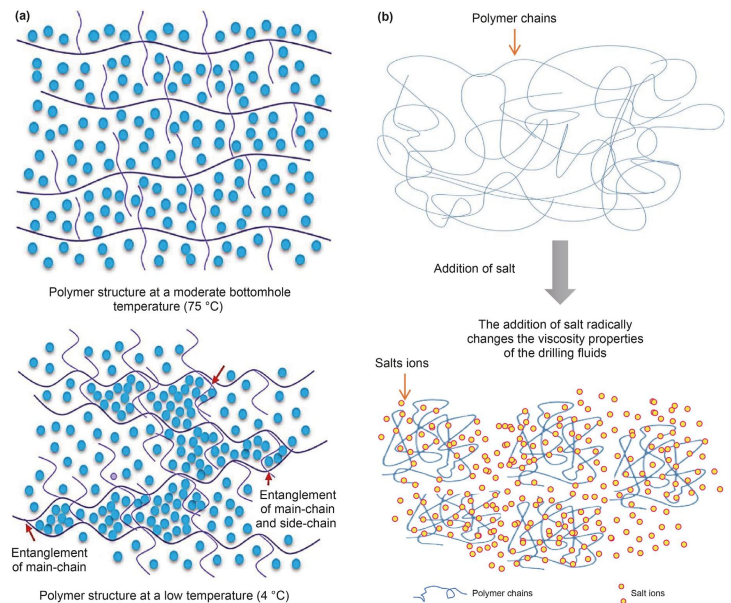 (a)
Polymer structure at a moderate bottomhole
temperature (75 °C)
Entanglement
of main-chain
and side-chain
Entanglement
of main-chain
Polymer structure at a low temperature (4 °C)
(b)
Polymer chains
Addition of salt
The addition of salt radically
changes the viscosity properties
of the drilling fluids
Salts ions
Polymer chains
Salt ions